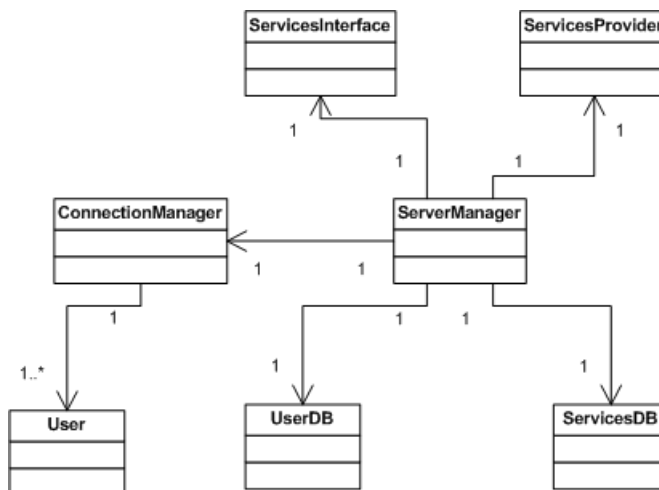 ServicesInterface
ServicesProvider
1
1
1
1
ConnectionManager
ServerManager
1
1
1
1
1
1..*
1
1
User
UserDB
ServicesDB